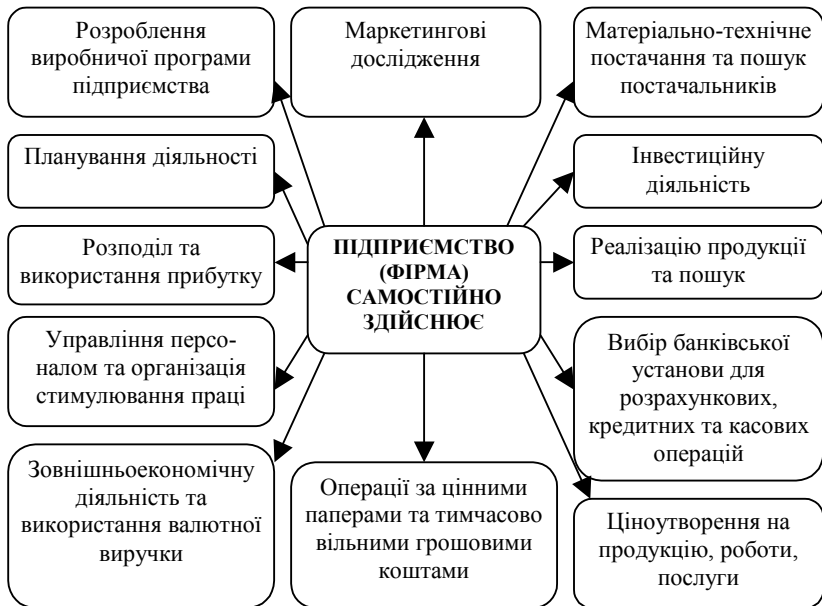 Розроблення
виробничої програми
підприємства
Маркетингові
дослідження
Матеріально-технічне
постачання та пошук
постачальників
Планування діяльності
Інвестиційну
діяльність
Розподіл та
використання прибутку
ПІДПРИЄМСТВО
(ФІРМА)
САМОСТІЙНО
ЗДІЙСНЮЄ
Реалізацію продукції
та пошук
Управління персо-
налом та організація
стимулювання праці
Вибір банківської
установи для
розрахункових,
кредитних та касових
операцій
Зовнішньоекономічну
діяльність та
використання валютної
виручки
Операції за цінними
паперами та тимчасово
вільними грошовими
коштами
Ціноутворення на
продукцію, роботи,
послуги